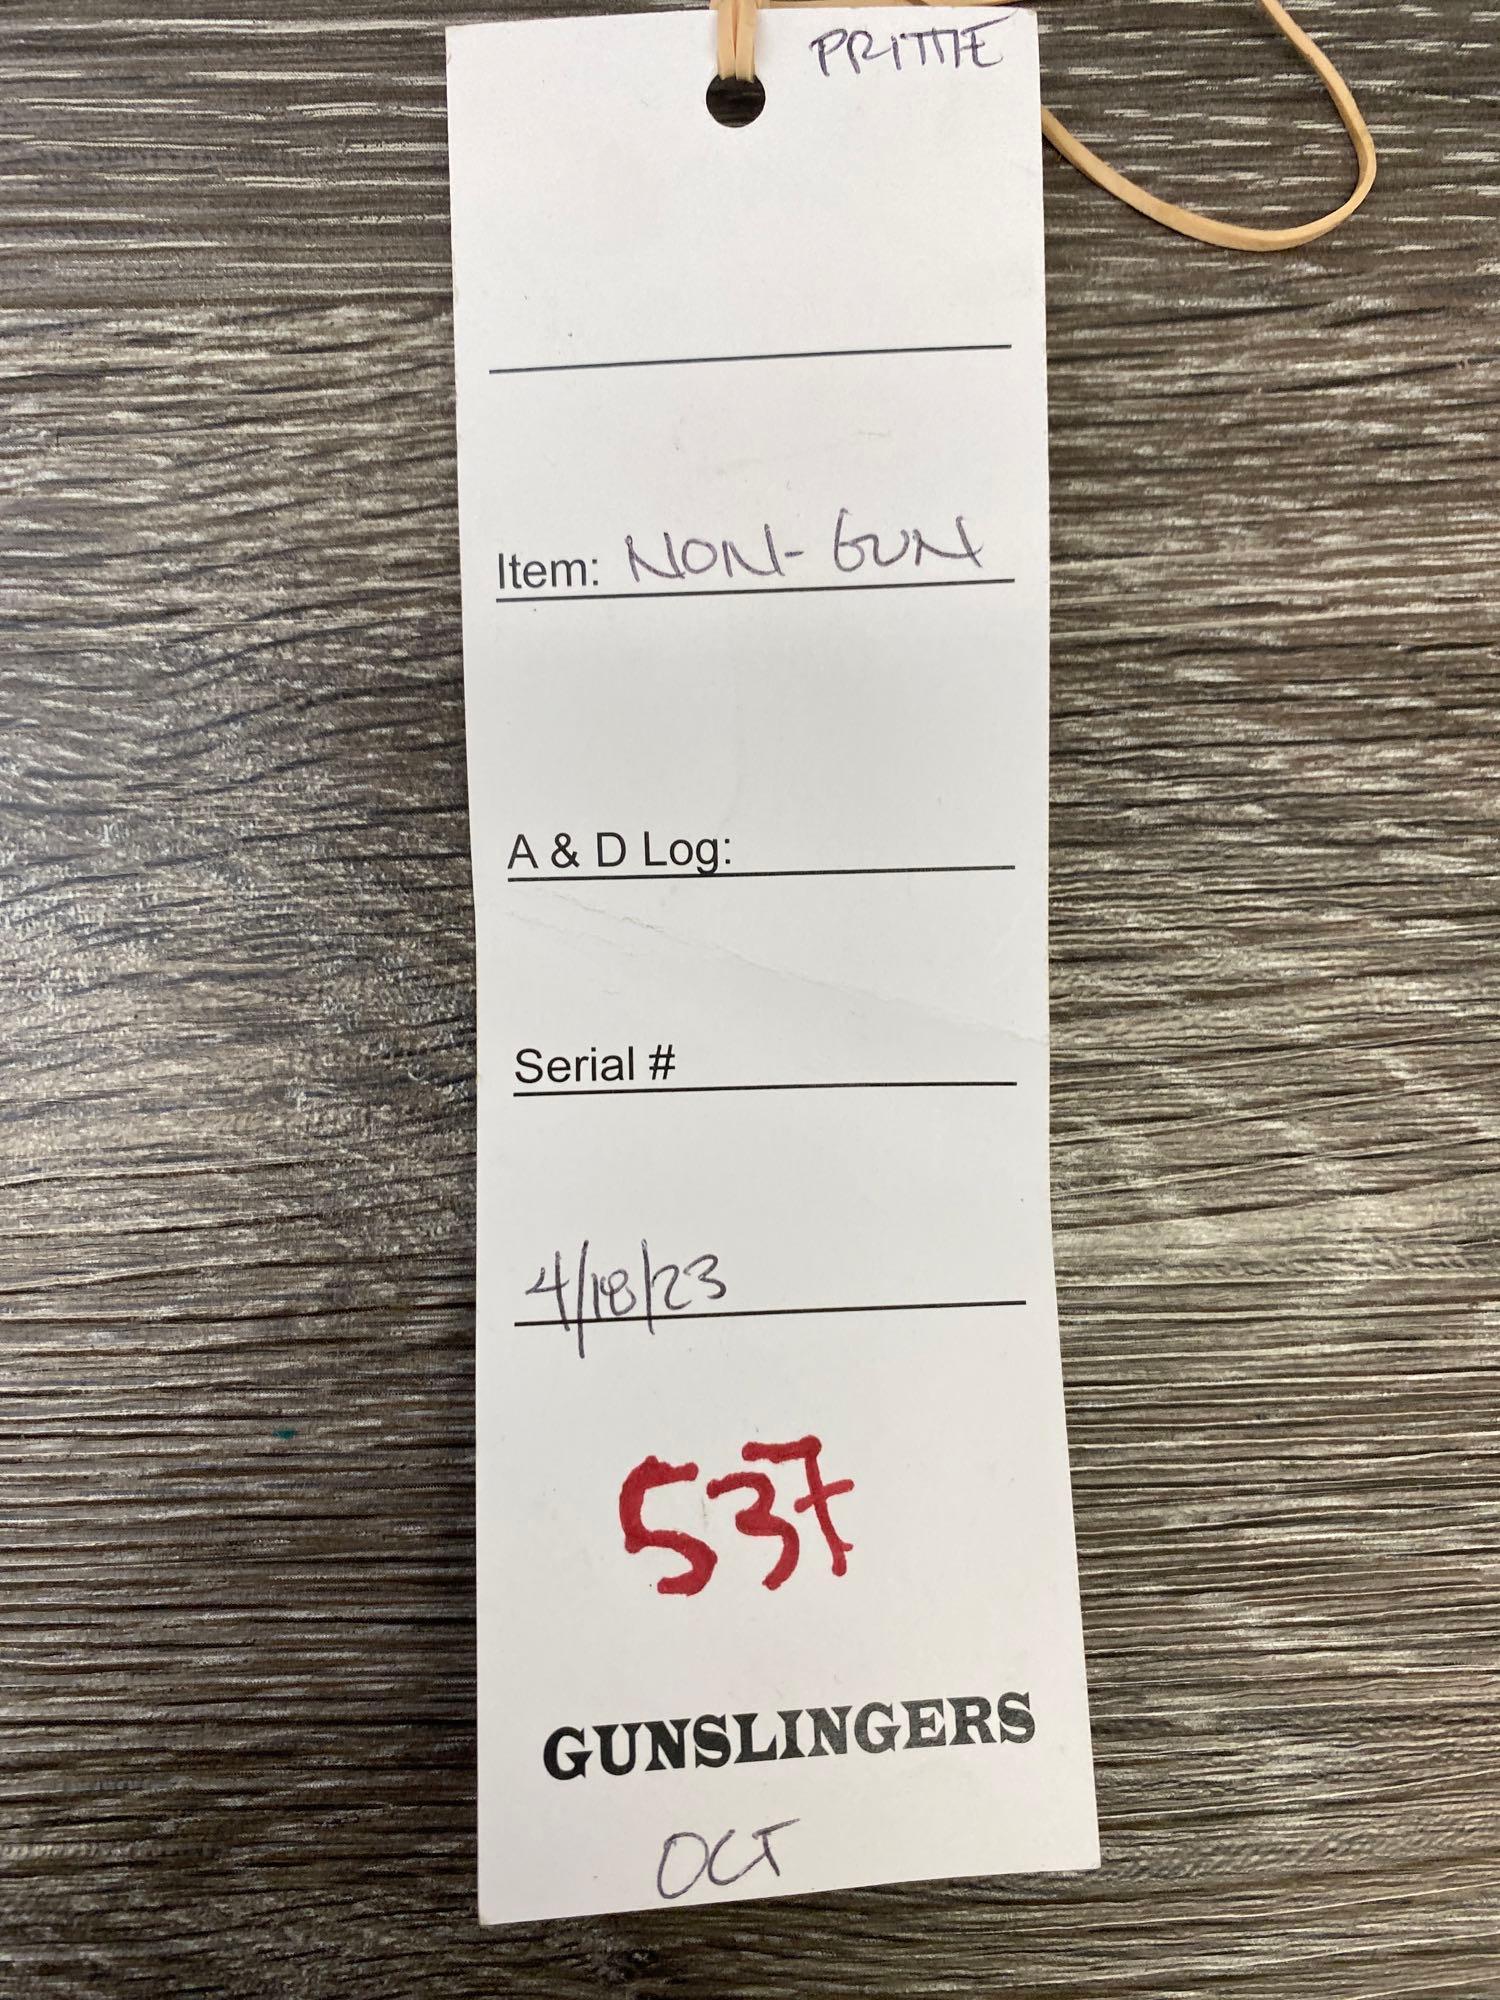 PRITTIE
Item: NON-GUN
A & D Log:
Serial #
4/18/23
537
GUNSLINGERS
OCT